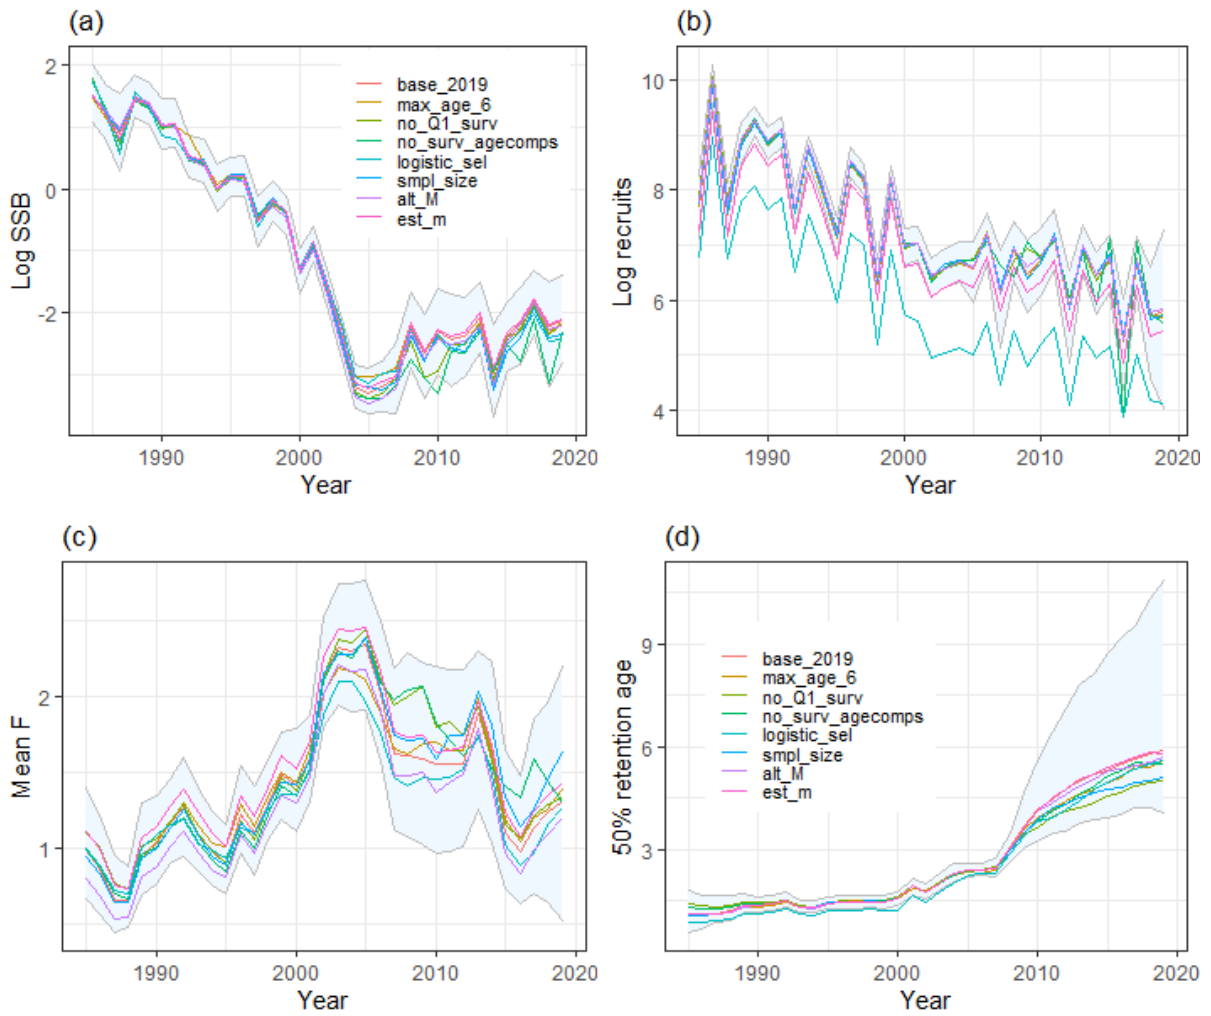 (a)
Log SSB
2
0
-2
base_2019
max_age_6
no_Q1_surv
no_surv_agecomps
logistic_sel
smpl_size
alt_M
est_m
1990
2000
2010
2020
Year
(b)
Log recruits
10
8
6
4
1990
2000
2010
2020
Year
(c)
Mean F
2
1
1990
2000
2010
2020
Year
(d)
50% retention age
9
6
3
base_2019
max_age_6
no_Q1_surv
no_surv_agecomps
logistic_sel
smpl_size
alt_M
est_m
1990
2000
2010
2020
Year